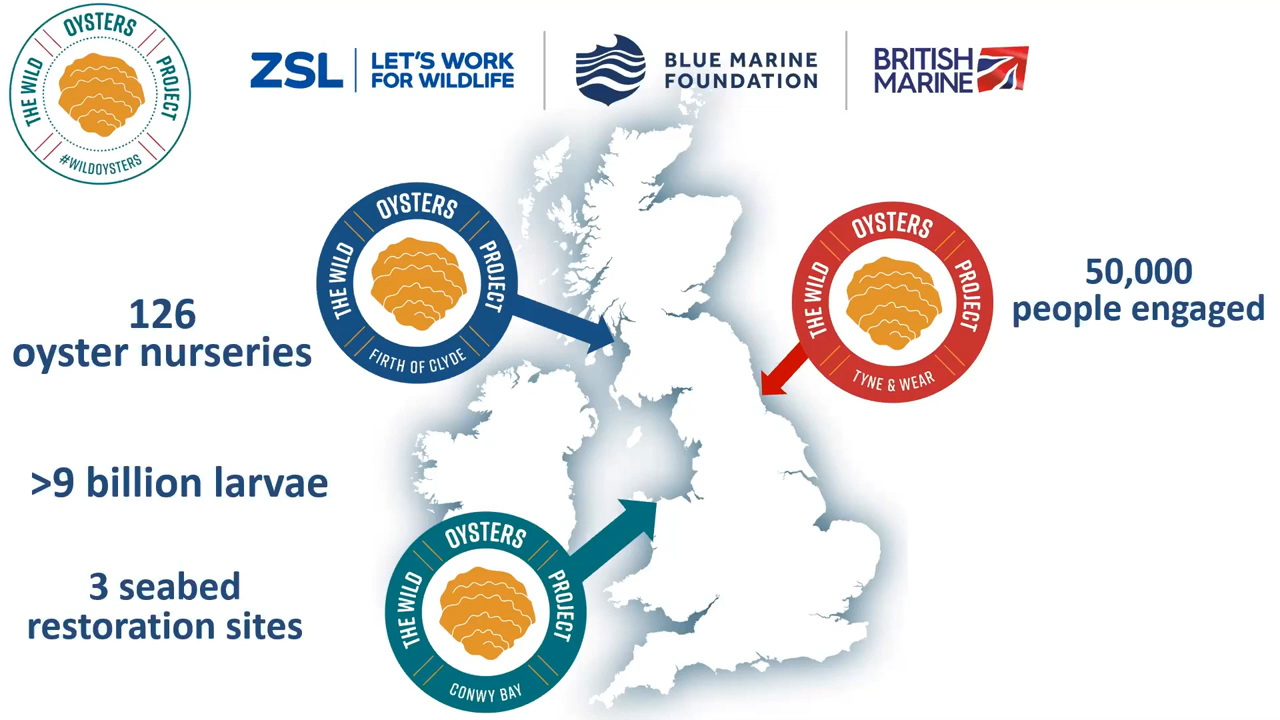 OYSTERS
THE WILD
PROJECT
#WILDOYSTERS
ZSL
LET'S WORK
FOR WILDLIFE
BLUE MARINE
FOUNDATION
BRITISH
MARINE
OYSTERS
THE WILD
PROJECT
FIRTH OF CLYDE
OYSTERS
THE WILD
PROJECT
TYNE & WEAR
50,000
people engaged
126
oyster nurseries
>9 billion larvae
3 seabed
restoration sites
OYSTERS
THE WILD
PROJECT
CONWY BAY